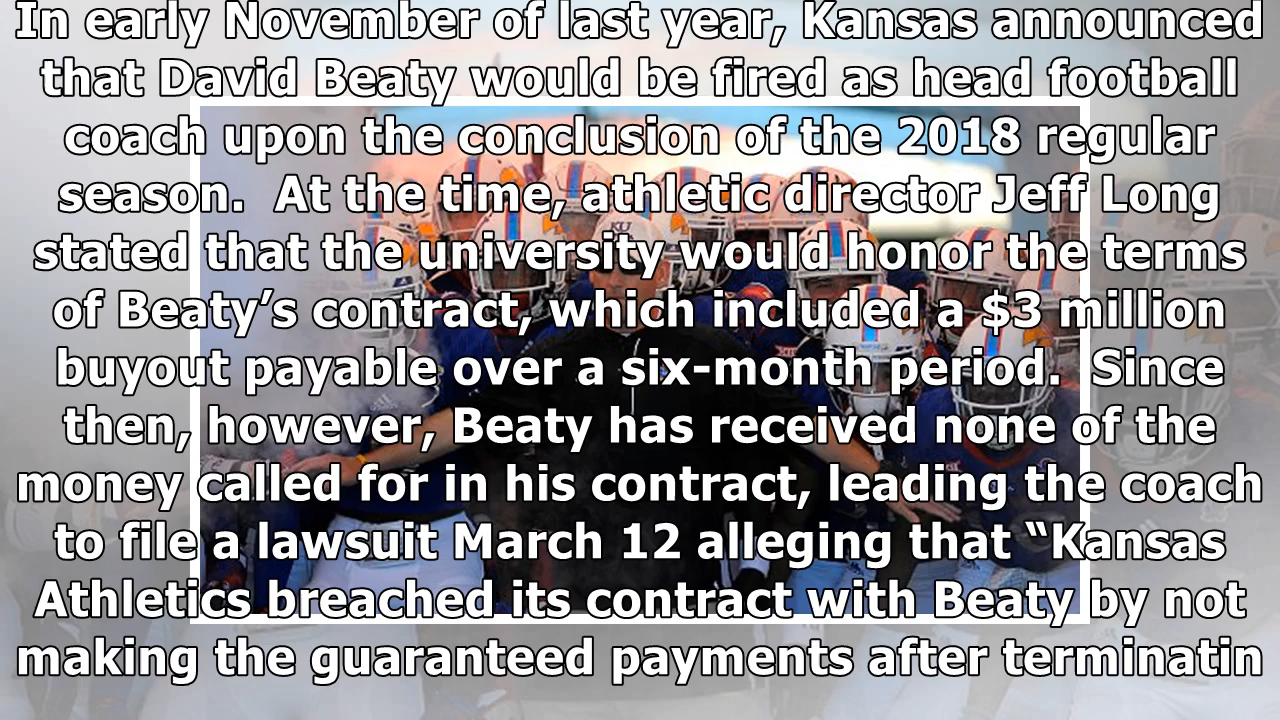 In early November of last year, Kansas announced
that David Beaty would be fired as head football
coach upon the conclusion of the 2018 regular
season.  At the time, athletic director Jeff Long
stated that the university would honor the terms
of Beaty’s contract, which included a $3 million
buyout payable over a six-month period.  Since
then, however, Beaty has received none of the
money called for in his contract, leading the coach
to file a lawsuit March 12 alleging that “Kansas
Athletics breached its contract with Beaty by not
making the guaranteed payments after terminatin